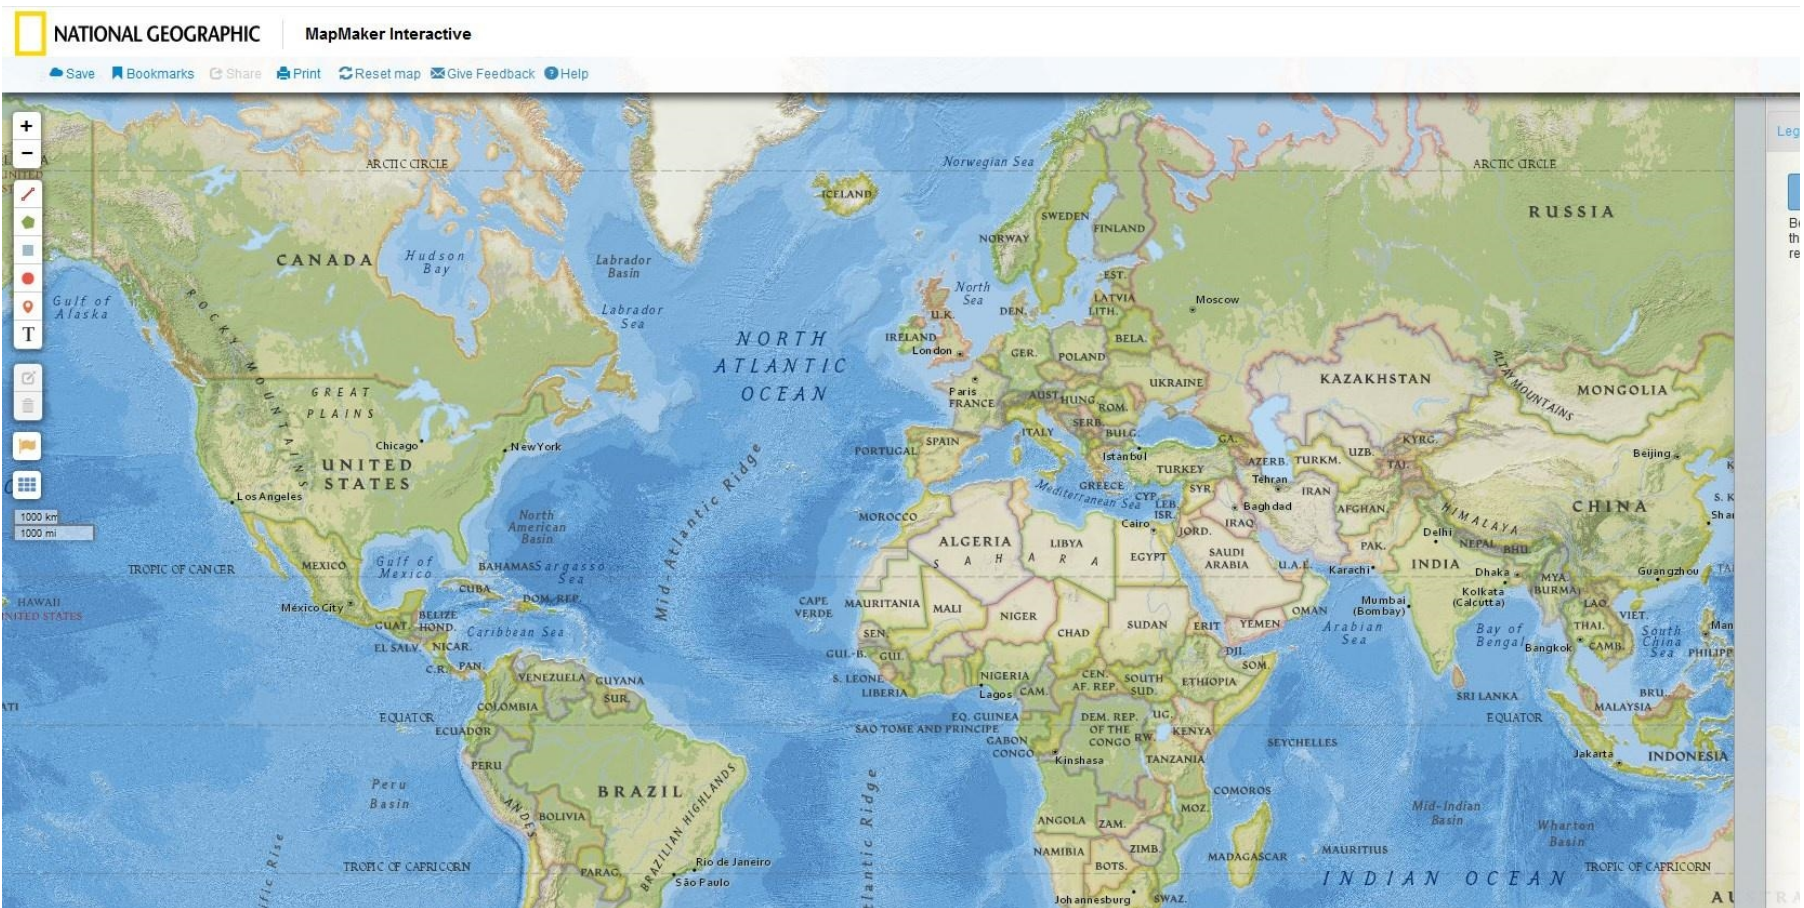 NATIONAL GEOGRAPHIC
MapMaker Interactive
Save
Bookmarks
Share
Print
Reset map
Give Feedback
Help
+
−
T
1000 km
1000 mi
ARCTIC CIRCLE
CANADA
Hudson
Bay
Gulf of
Alaska
ROCKY MOUNTAINS
GREAT
PLAINS
Chicago
New York
UNITED
STATES
Los Angeles
Labrador
Basin
Labrador
Sea
ICELAND
NORTH
ATLANTIC
OCEAN
Mid-Atlantic Ridge
North
American
Basin
TROPIC OF CANCER
MEXICO
Gulf of
Mexico
BAHAMAS
Sargasso
Sea
HAWAII
UNITED STATES
México City
CUBA
DOM. REP.
BELIZE
HOND.
GUAT.
Caribbean Sea
EL SALV.
NICAR.
C.R.
PAN.
VENEZUELA
GUYANA
SUR.
COLOMBIA
EQUATOR
ECUADOR
PERU
Peru
Basin
BRAZIL
ANDES
BOLIVIA
BRAZILIAN HIGHLANDS
TROPIC OF CAPRICORN
PARAG.
Rio de Janeiro
São Paulo
Norwegian Sea
ARCTIC CIRCLE
RUSSIA
SWEDEN
FINLAND
NORWAY
EST.
North
Sea
LATVIA
DEN.
LITH.
Moscow
U.K.
IRELAND
London
BELA.
GER.
POLAND
Paris
FRANCE
UKRAINE
KAZAKHSTAN
ALTAY MOUNTAINS
MONGOLIA
AUST.
HUNG.
ROM.
SERB.
ITALY
BULG.
PORTUGAL
SPAIN
Istanbul
GA.
KYRG.
TURKEY
AZERB.
TURKM.
UZB.
TAJ.
Beijing
GREECE
Mediterranean Sea
CYP.
LEB.
ISR.
SYR.
Tehran
IRAN
Baghdad
AFGHAN.
CHINA
MOROCCO
Cairo
JORD.
IRAQ
HIMALAYA
ALGERIA
LIBYA
EGYPT
SAHARA
SAUDI
ARABIA
PAK.
Delhi
NEPAL
BHU.
U.A.E.
Karachi
INDIA
Dhaka
Guangzhou
CAPE
VERDE
MAURITANIA
MALI
NIGER
CHAD
SUDAN
ERIT.
YEMEN
OMAN
Arabian
Sea
Mumbai
(Bombay)
Kolkata
(Calcutta)
MYA.
(BURMA)
LAO.
VIET.
THAI.
Bay of
Bengal
Bangkok
CAMB.
South
China
Sea
SEN.
GUI.-B.
GUI.
S. LEONE
LIBERIA
NIGERIA
Lagos
CAM.
CEN.
AF. REP.
SOUTH
SUD.
DJI.
SOM.
ETHIOPIA
SRI LANKA
EQUATOR
BRU.
MALAYSIA
EQ. GUINEA
SAO TOME AND PRINCIPE
GABON
CONGO
DEM. REP.
OF THE
CONGO
UG.
RW.
KENYA
Kinshasa
TANZANIA
SEYCHELLES
Jakarta
INDONESIA
COMOROS
MOZ.
ANGOLA
ZAM.
Mid-Indian
Basin
Wharton
Basin
NAMIBIA
ZIMB.
BOTS.
MADAGASCAR
MAURITIUS
TROPIC OF CAPRICORN
INDIAN OCEAN
Johannesburg
SWAZ.